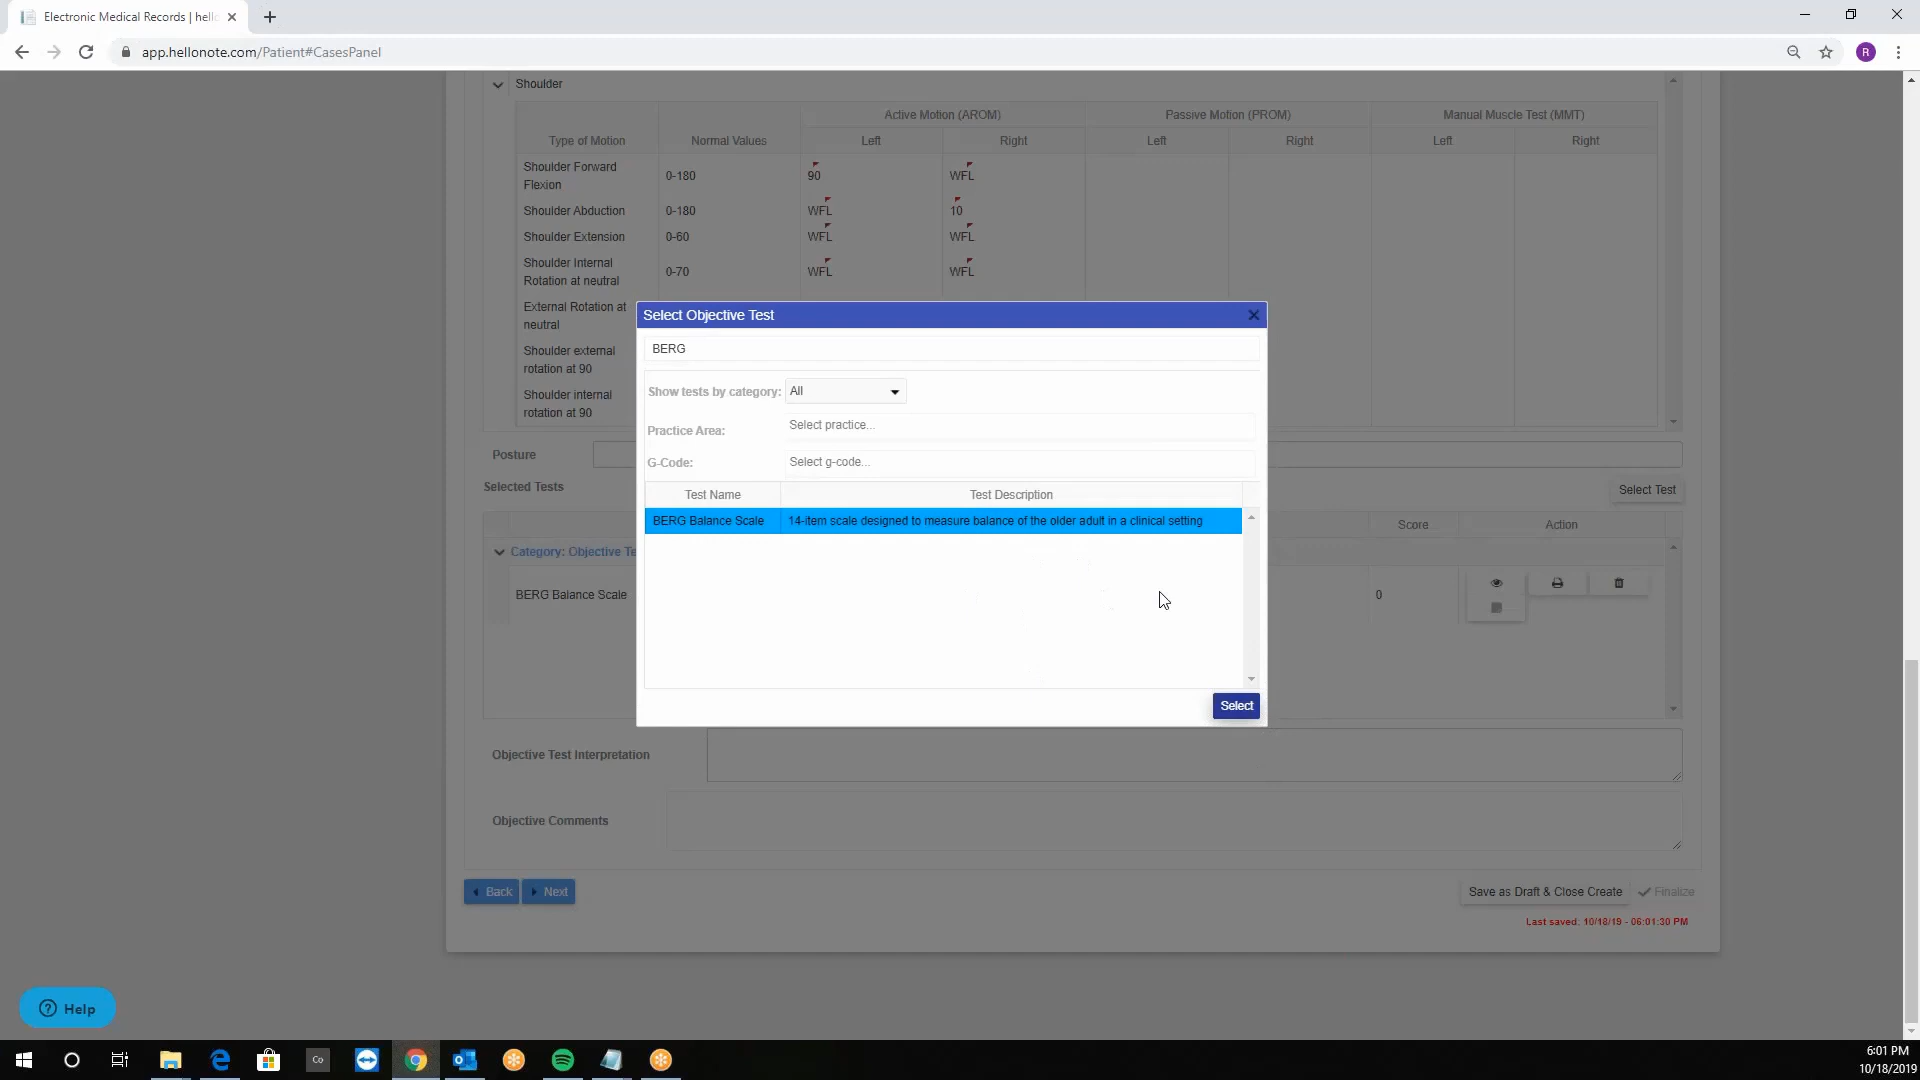 Electronic Medical Records | hello
app.hellonote.com/Patient#CasesPanel
R
Shoulder
Active Motion (AROM) Passive Motion (PROM) Manual Muscle Test (MMT)
Type of Motion Normal Values Left Right Left Right Left Right
Shoulder Forward
Flexion
0-180 90 WFL
Shoulder Abduction 0-180 WFL 10
Shoulder Extension 0-60 WFL WFL
Shoulder Internal
Rotation at neutral
0-70 WFL WFL
External Rotation at
neutral
Shoulder external
rotation at 90
Shoulder internal
rotation at 90
Select Objective Test
BERG
Show tests by category: All
Practice Area: Select practice...
G-Code: Select g-code...
Test Name Test Description
BERG Balance Scale 14-item scale designed to measure balance of the older adult in a clinical setting
Select
Posture
Selected Tests Select Test
Score Action
Category: Objective Te
BERG Balance Scale 0
Objective Test Interpretation
Objective Comments
Back Next Save as Draft & Close Create Finalize
Last saved: 10/18/19 - 06:01:30 PM
Help
Co
6:01 PM
10/18/2019